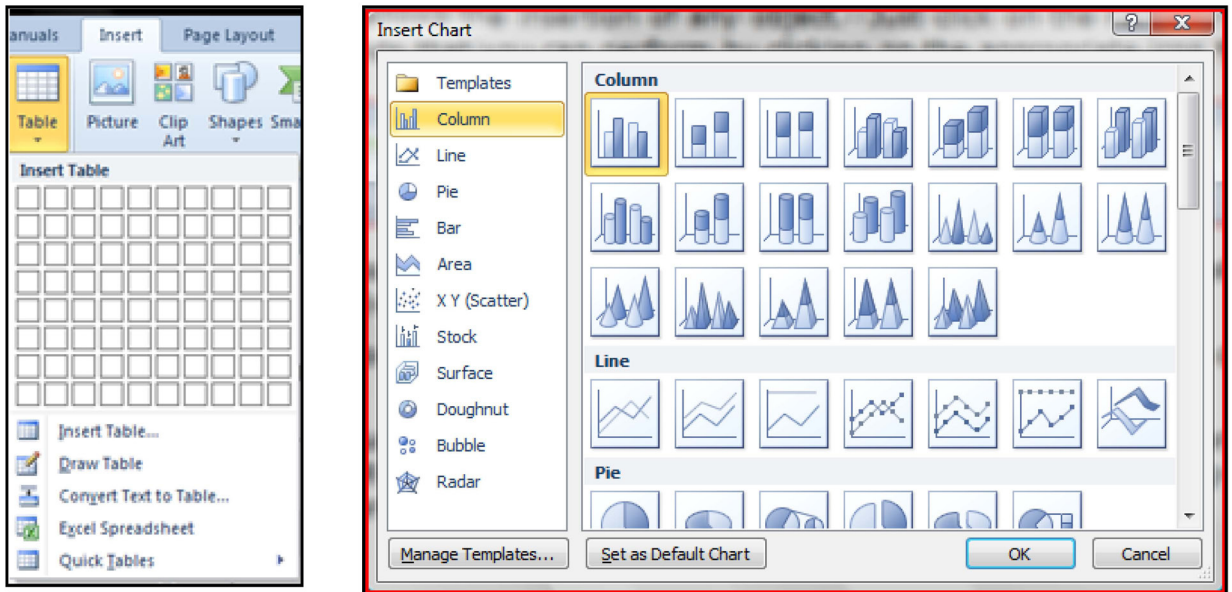 anuals Insert Page Layout
Table Picture Clip Art Shapes Sma
Insert Table
Insert Table...
Draw Table
Convert Text to Table...
Excel Spreadsheet
Quick Tables
Insert Chart
Templates
Column
Line
Pie
Bar
Area
X Y (Scatter)
Stock
Surface
Doughnut
Bubble
Radar
Column
Line
Pie
Manage Templates...
Set as Default Chart
OK
Cancel